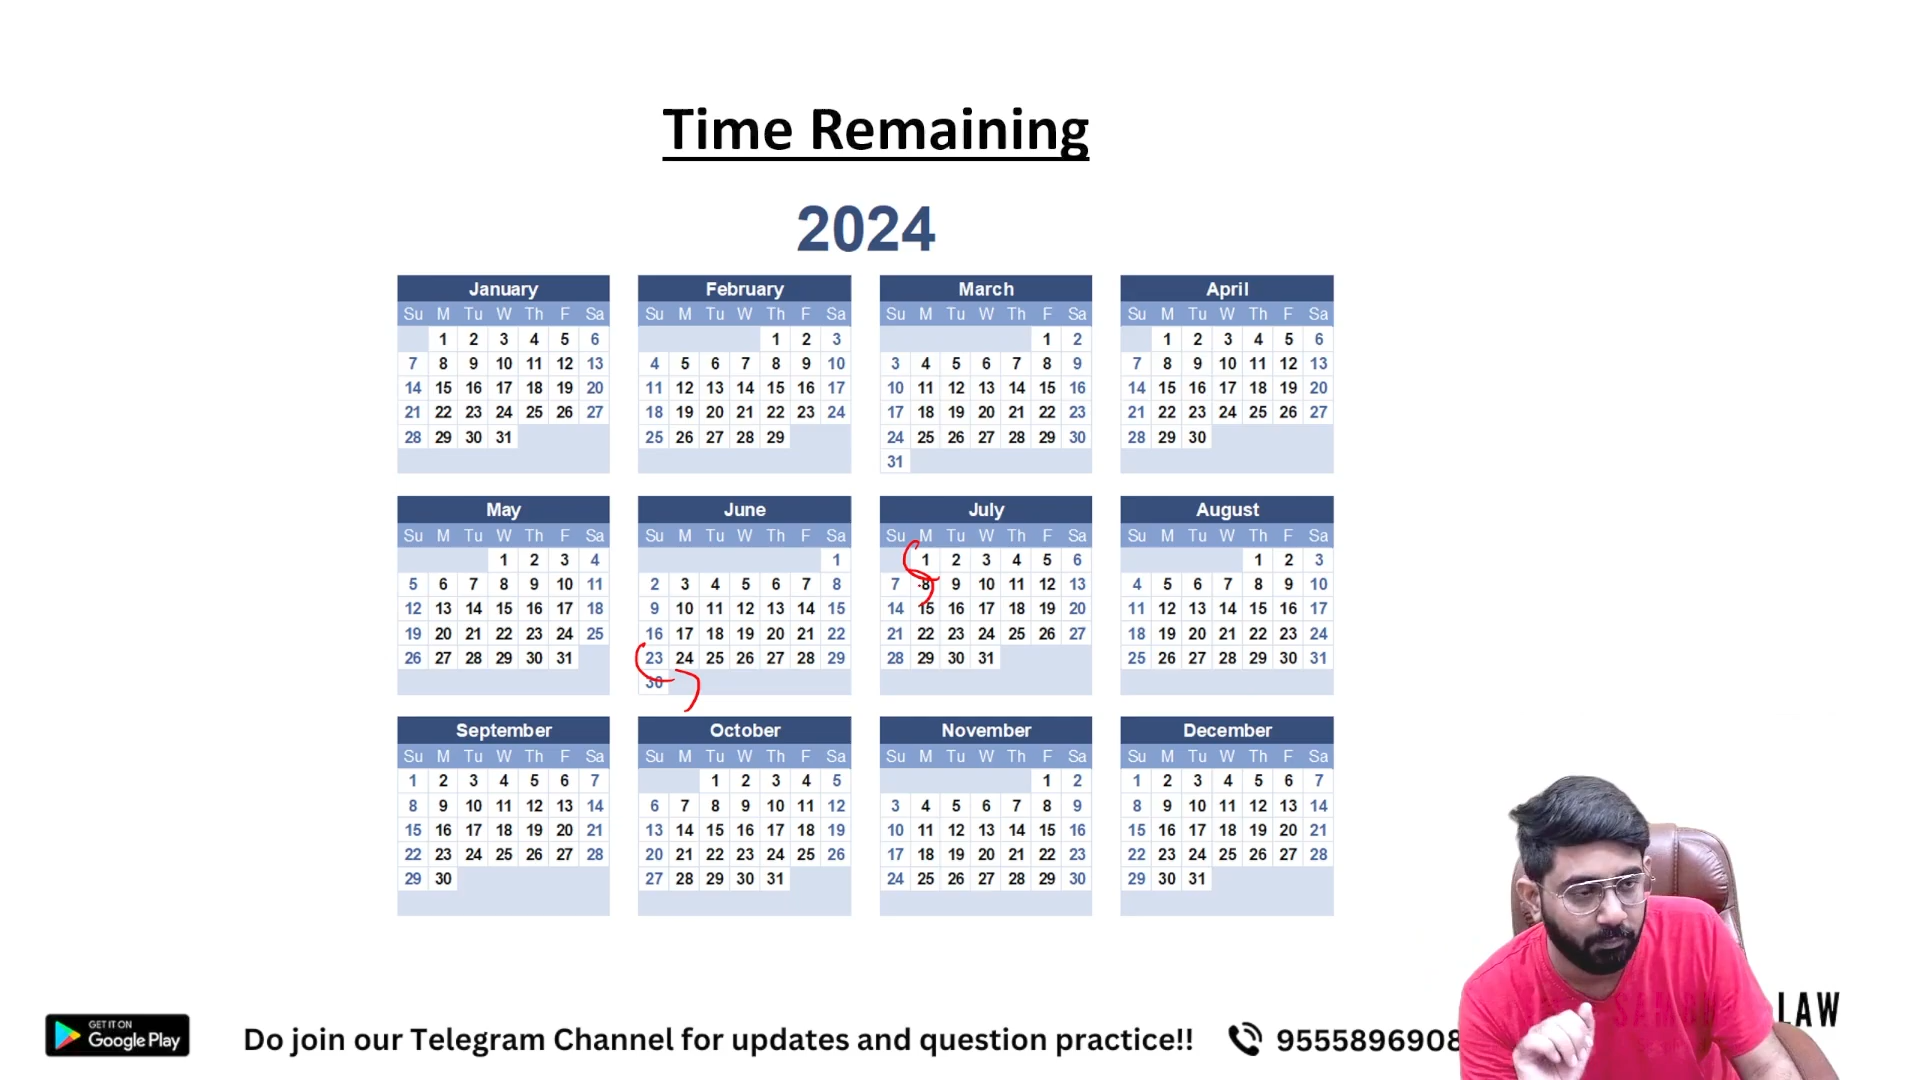 Time Remaining
2024
January February March April
Su M Tu W Th F Sa Su M Tu W Th F Sa Su M Tu W Th F Sa Su M Tu W Th F Sa
1 2 3 4 5 6 1 2 3 1 2 1 2 3 4 5 6
7 8 9 10 11 12 13 4 5 6 7 8 9 10 3 4 5 6 7 8 9 7 8 9 10 11 12 13
14 15 16 17 18 19 20 11 12 13 14 15 16 17 10 11 12 13 14 15 16 14 15 16 17 18 19 20
21 22 23 24 25 26 27 18 19 20 21 22 23 24 17 18 19 20 21 22 23 21 22 23 24 25 26 27
28 29 30 31 25 26 27 28 29 24 25 26 27 28 29 30 28 29 30
31
May June July August
Su M Tu W Th F Sa Su M Tu W Th F Sa Su M Tu W Th F Sa Su M Tu W Th F Sa
1 2 3 4 1 1 2 3 4 5 6 1 2 3
5 6 7 8 9 10 11 2 3 4 5 6 7 8 7 8 9 10 11 12 13 4 5 6 7 8 9 10
12 13 14 15 16 17 18 9 10 11 12 13 14 15 14 15 16 17 18 19 20 11 12 13 14 15 16 17
19 20 21 22 23 24 25 16 17 18 19 20 21 22 21 22 23 24 25 26 27 18 19 20 21 22 23 24
26 27 28 29 30 31 23 24 25 26 27 28 29 28 29 30 31 25 26 27 28 29 30 31
30
September October November December
Su M Tu W Th F Sa Su M Tu W Th F Sa Su M Tu W Th F Sa Su M Tu W Th F Sa
1 2 3 4 5 6 7 1 2 3 4 5 1 2 1 2 3 4 5 6 7
8 9 10 11 12 13 14 6 7 8 9 10 11 12 3 4 5 6 7 8 9 8 9 10 11 12 13 14
15 16 17 18 19 20 21 13 14 15 16 17 18 19 10 11 12 13 14 15 16 15 16 17 18 19 20 21
22 23 24 25 26 27 28 20 21 22 23 24 25 26 17 18 19 20 21 22 23 22 23 24 25 26 27 28
29 30 27 28 29 30 31 24 25 26 27 28 29 30 29 30 31
GET IT ON
Google Play
Do join our Telegram Channel for updates and question practice!!
9555896908
LAW